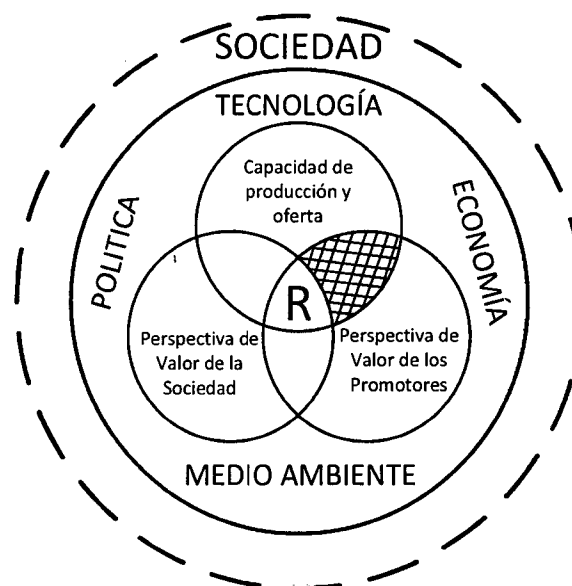 SOCIEDAD
TECNOLOGÍA
Capacidad de
producción y
oferta
POLITICA
ECONOMÍA
R
Perspectiva de
Valor de la
Sociedad
Perspectiva de
Valor de los
Promotores
MEDIO AMBIENTE